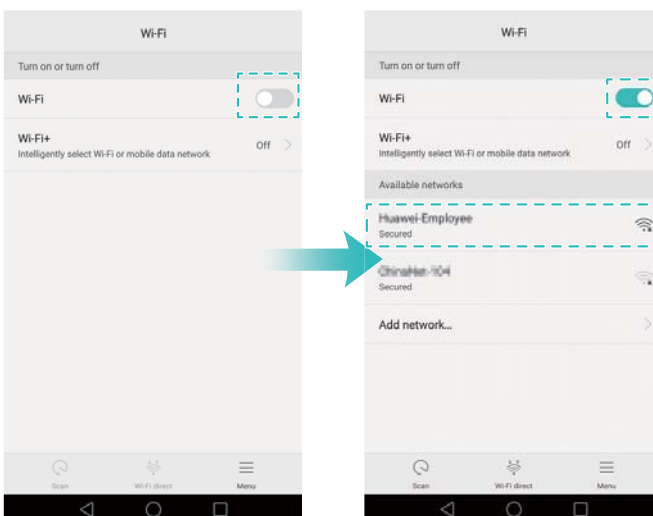 Wi-Fi
Turn on or turn off
Wi-Fi
Wi-Fi+
Intelligently select Wi-Fi or mobile data network
Off
Scan
Wi-Fi direct
Menu
Wi-Fi
Turn on or turn off
Wi-Fi
Wi-Fi+
Intelligently select Wi-Fi or mobile data network
Off
Available networks
Huawei-Employee
Secured
Secured
Add network...
Scan
Wi-Fi direct
Menu